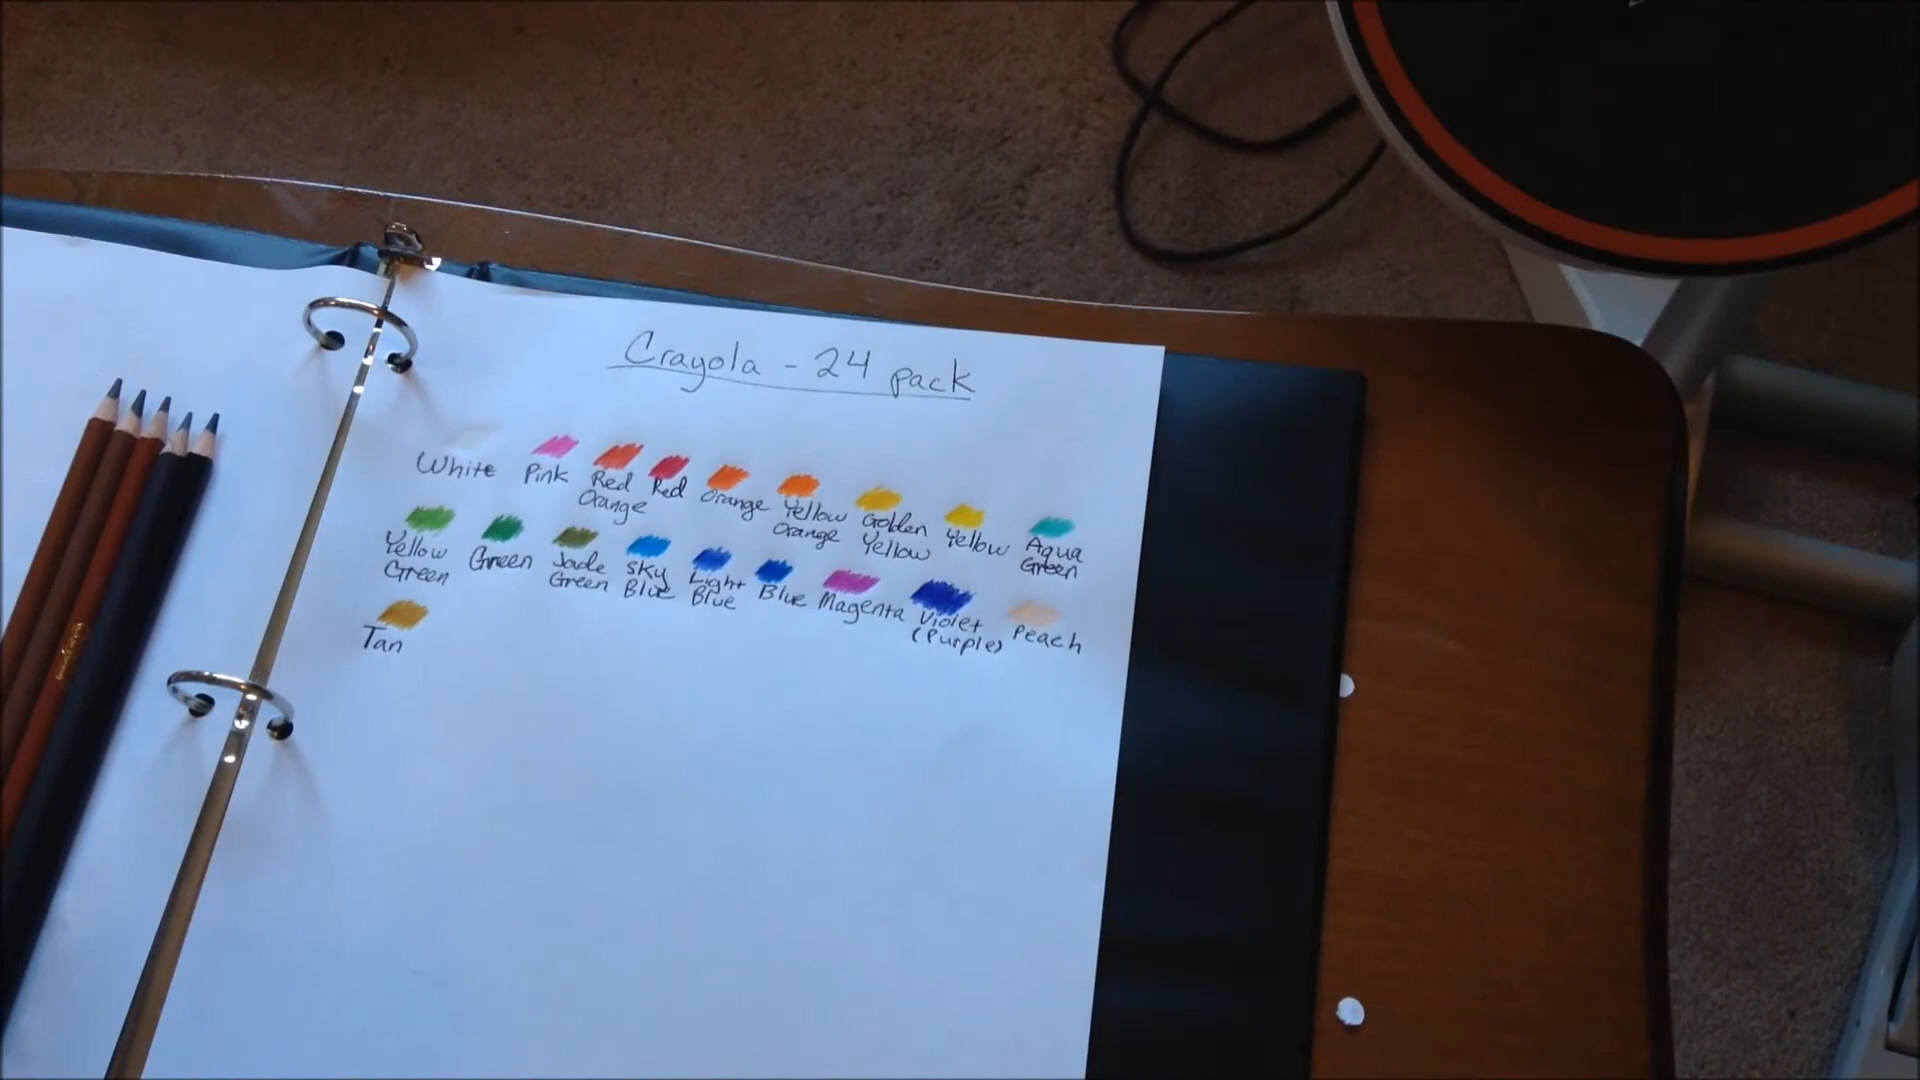 Crayola - 24 pack
White Pink Red Orange Red Orange Yellow Orange Golden Yellow Yellow Aqua Green
Yellow Green Green Jade Green Sky Blue Light Blue Blue Magenta Violet (Purple) Peach
Tan